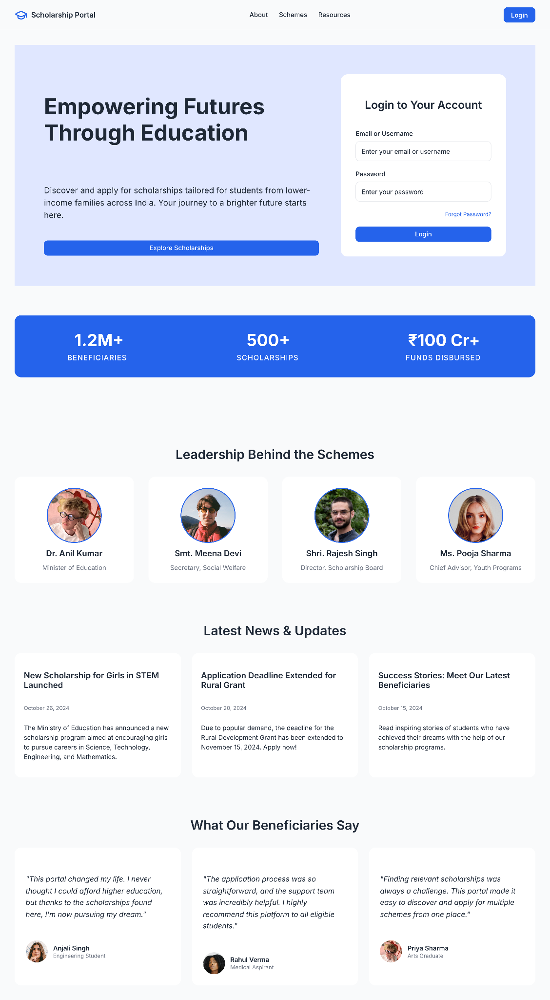 Scholarship Portal
About Schemes Resources
Login
Empowering Futures
Through Education
Discover and apply for scholarships tailored for students from lower-
income families across India. Your journey to a brighter future starts
here.
Explore Scholarships
Login to Your Account
Email or Username
Enter your email or username
Password
Enter your password
Forgot Password?
Login
1.2M+
BENEFICIARIES
500+
SCHOLARSHIPS
₹100 Cr+
FUNDS DISBURSED
Leadership Behind the Schemes
Dr. Anil Kumar
Minister of Education
Smt. Meena Devi
Secretary, Social Welfare
Shri. Rajesh Singh
Director, Scholarship Board
Ms. Pooja Sharma
Chief Advisor, Youth Programs
Latest News & Updates
New Scholarship for Girls in STEM
Launched
October 26, 2024
The Ministry of Education has announced a new
scholarship program aimed at encouraging girls
to pursue careers in Science, Technology,
Engineering, and Mathematics.
Application Deadline Extended for
Rural Grant
October 20, 2024
Due to popular demand, the deadline for the
Rural Development Grant has been extended to
November 15, 2024. Apply now!
Success Stories: Meet Our Latest
Beneficiaries
October 15, 2024
Read inspiring stories of students who have
achieved their dreams with the help of our
scholarship programs.
What Our Beneficiaries Say
"This portal changed my life. I never
thought I could afford higher education,
but thanks to the scholarships found
here, I'm now pursuing my dream."
Anjali Singh
Engineering Student
"The application process was so
straightforward, and the support team
was incredibly helpful. I highly
recommend this platform to all eligible
students."
Rahul Verma
Medical Aspirant
"Finding relevant scholarships was
always a challenge. This portal made it
easy to discover and apply for multiple
schemes from one place."
Priya Sharma
Arts Graduate